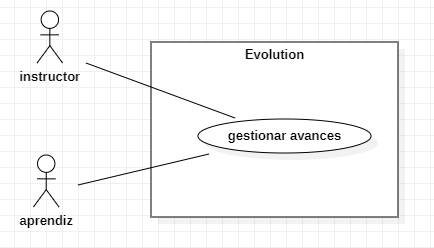 Evolution
instructor
gestionar avances
aprendiz